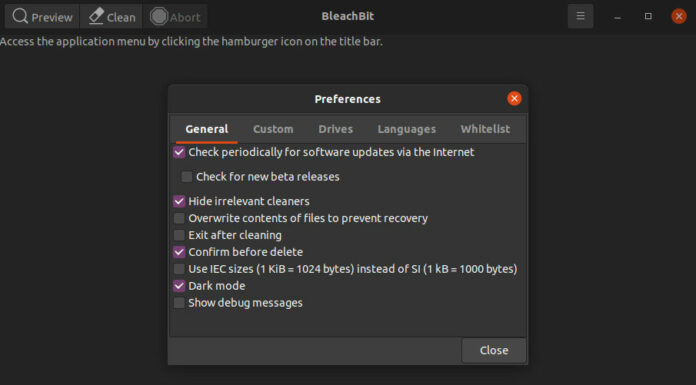 Preview Clean Abort BleachBit
Access the application menu by clicking the hamburger icon on the title bar.
Preferences
General Custom Drives Languages Whitelist
Check periodically for software updates via the Internet
Check for new beta releases
Hide irrelevant cleaners
Overwrite contents of files to prevent recovery
Exit after cleaning
Confirm before delete
Use IEC sizes (1 KiB = 1024 bytes) instead of SI (1 kB = 1000 bytes)
Dark mode
Show debug messages
Close